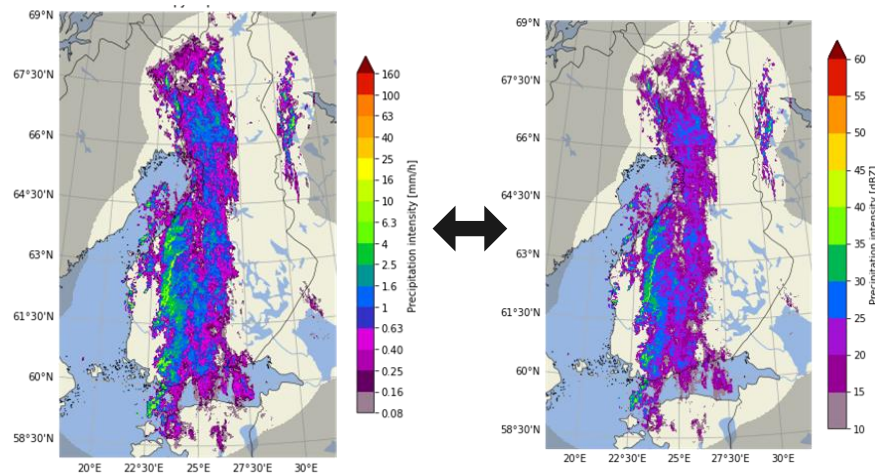 69°N
67°30'N
66°N
64°30'N
63°N
61°30'N
60°N
58°30'N
20°E
22°30'E
25°E
27°30'E
30°E
160
100
63
40
25
16
10
6.3
4
2.5
1.6
1
0.63
0.40
0.25
0.16
0.08
Precipitation intensity [mm/h]
69°N
67°30'N
66°N
64°30'N
63°N
61°30'N
60°N
58°30'N
20°E
22°30'E
25°E
27°30'E
30°E
60
55
50
45
40
35
30
25
20
15
10
Precipitation intensity [dBZ]